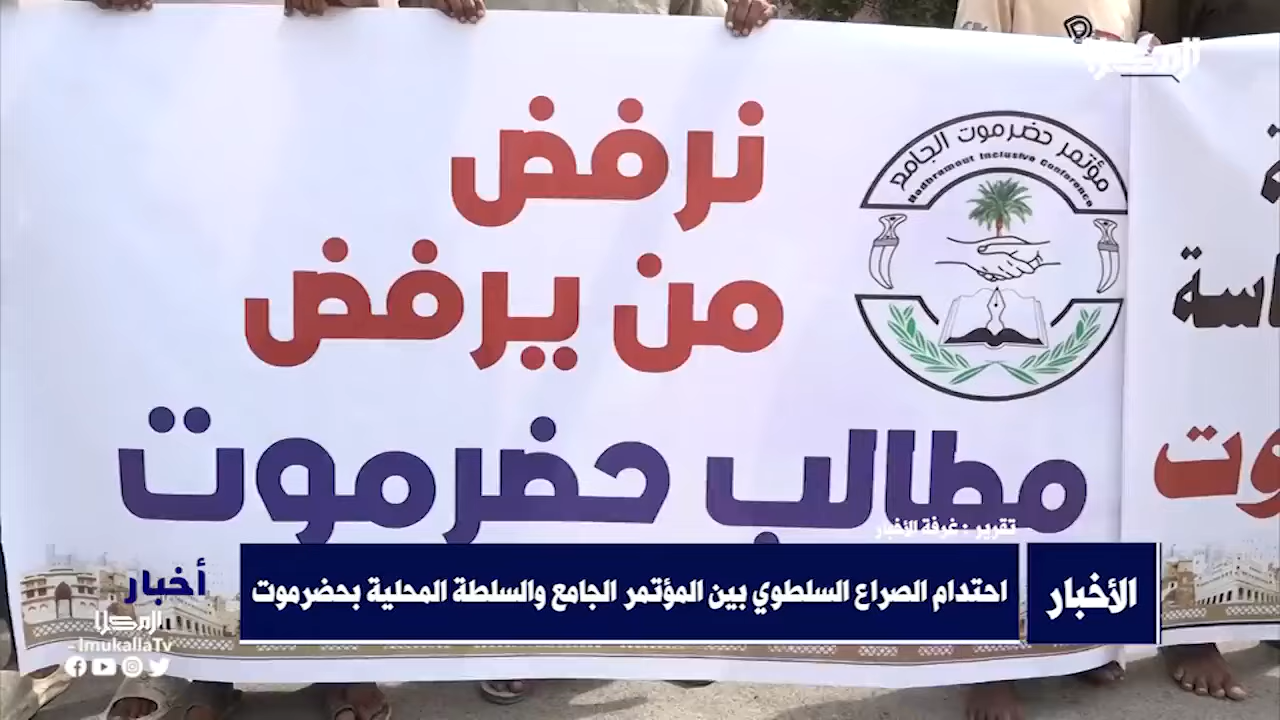 المكلا
نرفض
من يرفض
مطالب حضرموت
مؤتمر حضرموت الجامع
Hadhramout Inclusive Conference
تقرير : غرفة الأخبار
الأخبار
احتدام الصراع السلطوي بين المؤتمر الجامع والسلطة المحلية بحضرموت
أخبار
المكلا
ImukallaTv